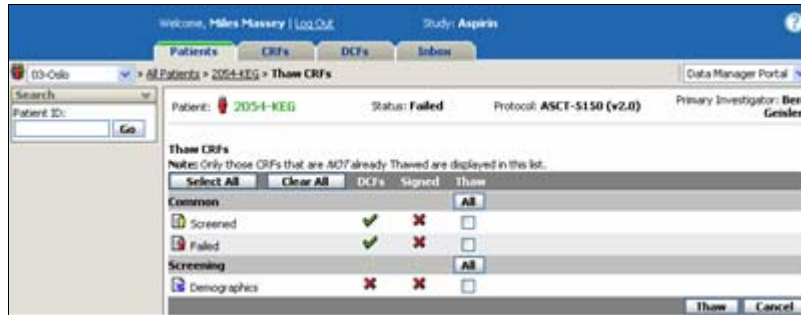 Welcome, Miles Massey | Log Out Study: Aspirin
Patients CRFs DCFs Inbox
03-Oslo > All Patients > 2054-KEG > Thaw CRFs Data Manager Portal
Search
Patient ID:
Go
Patient: 2054-KEG Status: Failed Protocol: ASCT-5150 (v2.0) Primary Investigator: Ben
Geisler
Thaw CRFs
Note: Only those CRFs that are NOT already Thawed are displayed in this list.
Select All Clear All DCFs Signed Thaw
Common All
Screened
Failed
Screening All
Demographics
Thaw Cancel